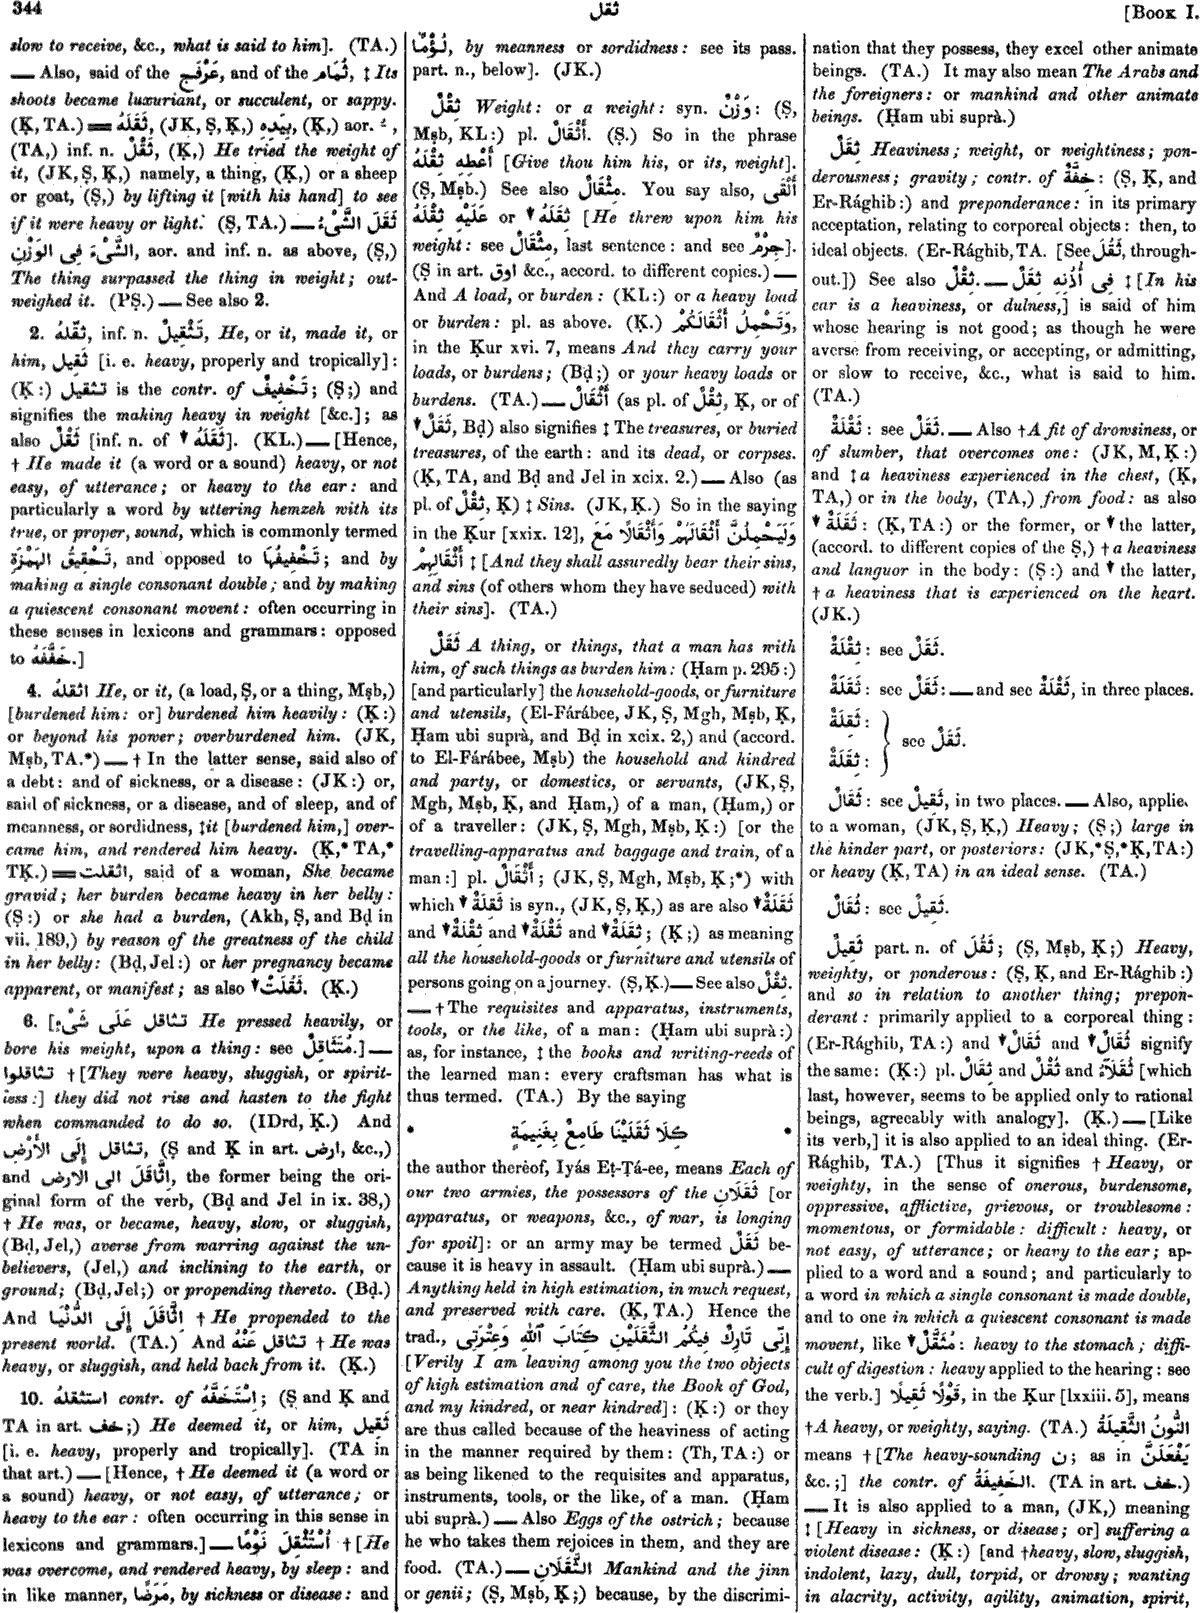 344
ثقل
[Book I.
slow to receive, &c., what is said to him]. (TA.)
— Also, said of the عَرْفَج, and of the ثُمَام, ‡ Its
shoots became luxuriant, or succulent, or sappy.
(Ḳ, TA.) = ثَقَلَهُ, (JK, Ṣ, Ḳ,) بِيَدِهِ, (Ḳ,) aor. ـُ,
(TA,) inf. n. ثَقْلٌ, (Ḳ,) He tried the weight of
it, (JK, Ṣ, Ḳ,) namely, a thing, (Ḳ,) or a sheep
or goat, (Ṣ,) by lifting it [with his hand] to see
if it were heavy or light. (Ṣ, TA.) — ثَقَلَ الشَّىْءُ
الشَّىْءَ فِى الوَزْنِ, aor. and inf. n. as above, (Ṣ,)
The thing surpassed the thing in weight; out-
weighed it. (PṢ.) — See also 2.
2. ثقّلهُ, inf. n. تَثْقِيلٌ, He, or it, made it, or
him, ثَقِيل [i. e. heavy, properly and tropically]:
(Ḳ:) تثقيل is the contr. of تَخْفِيفٌ; (Ṣ;) and
signifies the making heavy in weight [&c.]; as
also ثَقْلٌ [inf. n. of ▼ ثَقَلَهُ]. (KL.) — [Hence,
† He made it (a word or a sound) heavy, or not
easy, of utterance; or heavy to the ear: and
particularly a word by uttering hemzeh with its
true, or proper, sound, which is commonly termed
تَحْقِيقُ الهَمْزَةِ, and opposed to تَخْفِيفُهَا; and by
making a single consonant double; and by making
a quiescent consonant movent: often occurring in
these senses in lexicons and grammars: opposed
to خَفَّفَهُ.]
4. اثقلهُ He, or it, (a load, Ṣ, or a thing, Mṣb,)
[burdened him: or] burdened him heavily: (Ḳ:)
or beyond his power; overburdened him. (JK,
Mṣb, TA.*) — † In the latter sense, said also of
a debt: and of sickness, or a disease: (JK:) or,
said of sickness, or a disease, and of sleep, and of
meanness, or sordidness, ‡ it [burdened him,] over-
came him, and rendered him heavy. (Ḳ,* TA,*
TḲ.) = اثقلت, said of a woman, She became
gravid; her burden became heavy in her belly:
(Ṣ:) or she had a burden, (Akh, Ṣ, and Bḍ in
vii. 189,) by reason of the greatness of the child
in her belly: (Bḍ, Jel:) or her pregnancy became
apparent, or manifest; as also ▼ ثَقُلَتْ. (Ḳ.)
6. [تثاقل عَلَى شَىْءٍ He pressed heavily, or
bore his weight, upon a thing: see مُتَثَاقِلٌ.] —
تثاقلوا † [They were heavy, sluggish, or spirit-
less:] they did not rise and hasten to the fight
when commanded to do so. (IDrd, Ḳ.) And
تثاقل إِلَى الأَرْضِ, (Ṣ and Ḳ in art. ارض, &c.,)
and اِثَّاقَلَ الى الارض, the former being the ori-
ginal form of the verb, (Bḍ and Jel in ix. 38,)
† He was, or became, heavy, slow, or sluggish,
(Bḍ, Jel,) averse from warring against the un-
believers, (Jel,) and inclining to the earth, or
ground; (Bḍ, Jel;) or propending thereto. (Bḍ.)
And اِثَّاقَلَ إِلَى الدُّنْيَا † He propended to the
present world. (TA.) And تثاقل عَنْهُ † He was
heavy, or sluggish, and held back from it. (Ḳ.)
10. استثقلهُ contr. of اِسْتَخَفَّهُ; (Ṣ and Ḳ and
TA in art. خف;) He deemed it, or him, ثَقِيل
[i. e. heavy, properly and tropically]. (TA in
that art.) — [Hence, † He deemed it (a word or
a sound) heavy, or not easy, of utterance; or
heavy to the ear: often occurring in this sense in
lexicons and grammars.] — اُسْتُثْقِلَ نَوْمًا † [He
was overcome, and rendered heavy, by sleep: and
in like manner, مَرَضًا, by sickness or disease: and
لُؤْمًا, by meanness or sordidness: see its pass.
part. n., below]. (JK.)
ثِقْلٌ Weight: or a weight: syn. وَزْنٌ: (Ṣ,
Mṣb, KL:) pl. أَثْقَالٌ. (Ṣ.) So in the phrase
أَعْطِهِ ثِقْلَهُ [Give thou him his, or its, weight].
(Ṣ, Mṣb.) See also مِثْقَالٌ. You say also, أَلْقَى
عَلَيْهِ ثِقْلَهُ or ▼ ثَقَلَهُ [He threw upon him his
weight: see مِثْقَالٌ, last sentence: and see جِرْمٌ].
(Ṣ in art. اوق &c., accord. to different copies.) —
And A load, or burden: (KL:) or a heavy load
or burden: pl. as above. (Ḳ.) وَتَحْمِلُ أَثْقَالَكُمْ,
in the Ḳur xvi. 7, means And they carry your
loads, or burdens; (Bḍ;) or your heavy loads or
burdens. (TA.) — أَثْقَالٌ (as pl. of ثِقْلٌ, Ḳ, or of
▼ ثَقَلٌ, Bḍ) also signifies ‡ The treasures, or buried
treasures, of the earth: and its dead, or corpses.
(Ḳ, TA, and Bḍ and Jel in xcix. 2.) — Also (as
pl. of ثِقْلٌ, Ḳ) ‡ Sins. (JK, Ḳ.) So in the saying
in the Ḳur [xxix. 12], وَلَيَحْمِلُنَّ أَثْقَالَهُمْ وَأَثْقَالًا مَعَ
أَثْقَالِهِمْ ‡ [And they shall assuredly bear their sins,
and sins (of others whom they have seduced) with
their sins]. (TA.)
ثَقَلٌ A thing, or things, that a man has with
him, of such things as burden him: (Ḥam p. 295:)
[and particularly] the household-goods, or furniture
and utensils, (El-Fárábee, JK, Ṣ, Mgh, Mṣb, Ḳ,
Ḥam ubi suprà, and Bḍ in xcix. 2,) and (accord.
to El-Fárábee, Mṣb) the household and kindred
and party, or domestics, or servants, (JK, Ṣ,
Mgh, Mṣb, Ḳ, and Ḥam,) of a man, (Ḥam,) or
of a traveller: (JK, Ṣ, Mgh, Mṣb, Ḳ:) [or the
travelling-apparatus and baggage and train, of a
man:] pl. أَثْقَالٌ; (JK, Ṣ, Mgh, Mṣb, Ḳ;*) with
which ▼ ثَقِلَةٌ is syn., (JK, Ṣ, Ḳ,) as are also ▼ ثَقَلَةٌ
and ▼ ثِقْلَةٌ and ▼ ثَقْلَةٌ and ▼ ثِقَلَةٌ; (Ḳ;) as meaning
all the household-goods or furniture and utensils of
persons going on a journey. (Ṣ, Ḳ.) — See also ثِقْلٌ.
— † The requisites and apparatus, instruments,
tools, or the like, of a man: (Ḥam ubi suprà:)
as, for instance, ‡ the books and writing-reeds of
the learned man: every craftsman has what is
thus termed. (TA.) By the saying
* كِلَا ثَقَلَيْنَا طَامِعٌ بِغَنِيمَةٍ *
the author thereof, Iyás Eṭ-Ṭá-ee, means Each of
our two armies, the possessors of the ثَقَلَانِ [or
apparatus, or weapons, &c., of war, is longing
for spoil]: or an army may be termed ثَقَلٌ be-
cause it is heavy in assault. (Ḥam ubi suprà.) —
Anything held in high estimation, in much request,
and preserved with care. (Ḳ, TA.) Hence the
trad., إِنِّى تَارِكٌ فِيكُمُ الثَّقَلَيْنِ كِتَابَ ٱللّٰهِ وَعِتْرَتِى
[Verily I am leaving among you the two objects
of high estimation and of care, the Book of God,
and my kindred, or near kindred]: (Ḳ:) or they
are thus called because of the heaviness of acting
in the manner required by them: (Th, TA:) or
as being likened to the requisites and apparatus,
instruments, tools, or the like, of a man. (Ḥam
ubi suprà.) — Also Eggs of the ostrich; because
he who takes them rejoices in them, and they are
food. (TA.) — الثَّقَلَانِ Mankind and the jinn
or genii; (Ṣ, Mṣb, Ḳ;) because, by the discrimi-
nation that they possess, they excel other animate
beings. (TA.) It may also mean The Arabs and
the foreigners: or mankind and other animate
beings. (Ḥam ubi suprà.)
ثِقَلٌ Heaviness; weight, or weightiness; pon-
derousness; gravity; contr. of خِفَّةٌ: (Ṣ, Ḳ, and
Er-Rághib:) and preponderance: in its primary
acceptation, relating to corporeal objects: then, to
ideal objects. (Er-Rághib, TA. [See ثَقُلَ, through-
out.]) See also ثِقْلٌ. — فِى أُذُنِهِ ثِقَلٌ ‡ [In his
ear is a heaviness, or dulness,] is said of him
whose hearing is not good; as though he were
averse from receiving, or accepting, or admitting,
or slow to receive, &c., what is said to him.
(TA.)
ثَقْلَةٌ: see ثَقَلٌ. — Also † A fit of drowsiness, or
of slumber, that overcomes one: (JK, M, Ḳ:)
and ‡ a heaviness experienced in the chest, (Ḳ,
TA,) or in the body, (TA,) from food: as also
▼ ثَقَلَةٌ: (Ḳ, TA:) or the former, or ▼ the latter,
(accord. to different copies of the Ṣ,) † a heaviness
and languor in the body: (Ṣ:) and ▼ the latter,
† a heaviness that is experienced on the heart.
(JK.)
ثِقْلَةٌ: see ثَقَلٌ.
ثَقَلَةٌ: see ثَقَلٌ: — and see ثَقْلَةٌ, in three places.
ثَقِلَةٌ:
ثِقَلَةٌ:
see ثَقَلٌ.
ثَقَالٌ: see ثَقِيلٌ, in two places. — Also, applie
to a woman, (JK, Ṣ, Ḳ,) Heavy; (Ṣ;) large in
the hinder part, or posteriors: (JK,* Ṣ,* Ḳ, TA:)
or heavy (Ḳ, TA) in an ideal sense. (TA.)
ثُقَالٌ: see ثَقِيلٌ.
ثَقِيلٌ part. n. of ثَقُلَ; (Ṣ, Mṣb, Ḳ;) Heavy,
weighty, or ponderous: (Ṣ, Ḳ, and Er-Rághib:)
and so in relation to another thing; prepon-
derant: primarily applied to a corporeal thing:
(Er-Rághib, TA:) and ▼ ثَقَالٌ and ▼ ثُقَالٌ signify
the same: (Ḳ:) pl. ثِقَالٌ and ثُقْلٌ and ثُقَلَآءُ [which
last, however, seems to be applied only to rational
beings, agreeably with analogy]. (Ḳ.) — [Like
its verb,] it is also applied to an ideal thing. (Er-
Rághib, TA.) [Thus it signifies † Heavy, or
weighty, in the sense of onerous, burdensome,
oppressive, afflictive, grievous, or troublesome:
momentous, or formidable: difficult: heavy, or
not easy, of utterance; or heavy to the ear; ap-
plied to a word and a sound; and particularly to
a word in which a single consonant is made double,
and to one in which a quiescent consonant is made
movent, like ▼ مُثَقَّلٌ: heavy to the stomach; diffi-
cult of digestion: heavy applied to the hearing: see
the verb.] قَوْلًا ثَقِيلًا, in the Ḳur [lxxiii. 5], means
† A heavy, or weighty, saying. (TA.) النُّونُ الثَّقِيلَةُ
means † [The heavy-sounding ن; as in يَفْعَلَنَّ
&c.;] the contr. of الخَفِيفَةُ. (TA in art. خف.)
— It is also applied to a man, (JK,) meaning
‡ [Heavy in sickness, or disease; or] suffering a
violent disease: (Ḳ:) [and † heavy, slow, sluggish,
indolent, lazy, dull, torpid, or drowsy; wanting
in alacrity, activity, agility, animation, spirit,